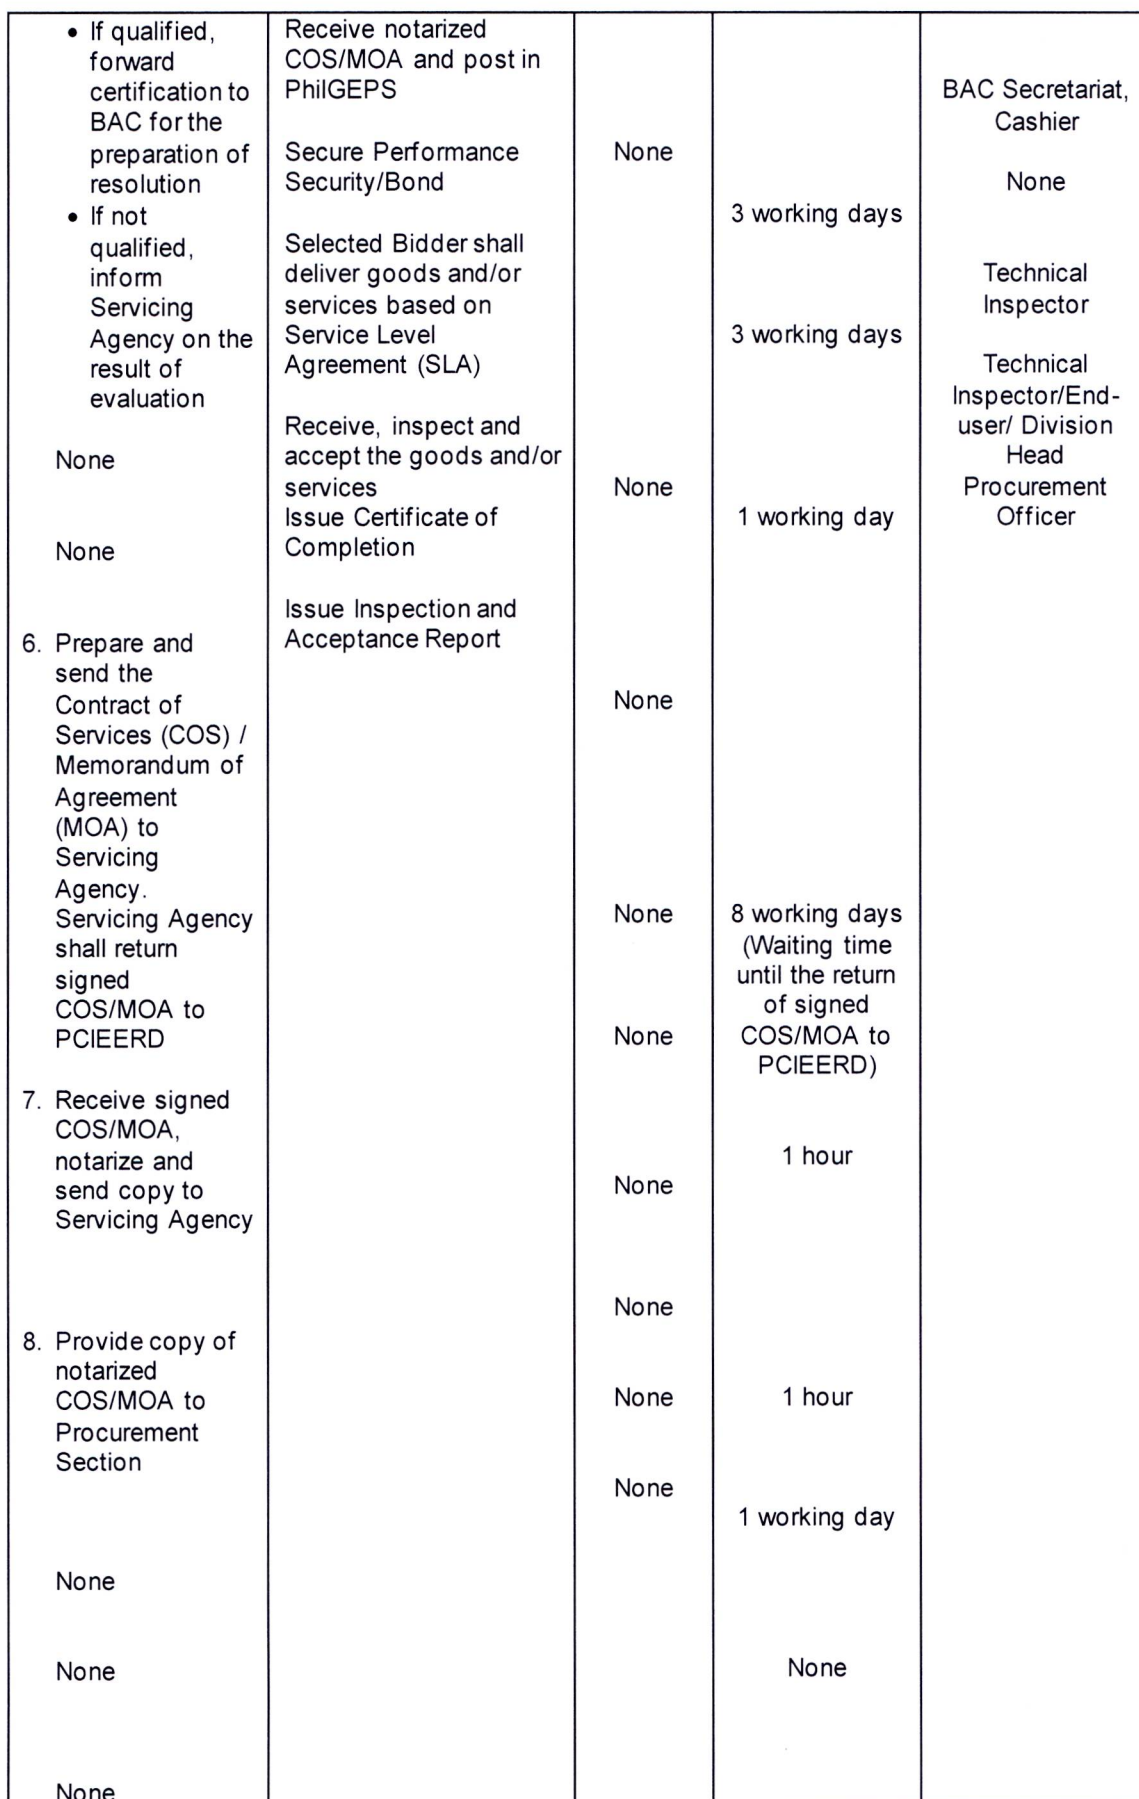 • If qualified,
forward
certification to
BAC for the
preparation of
resolution
• If not
qualified,
inform
Servicing
Agency on the
result of
evaluation
None
None
6. Prepare and
send the
Contract of
Services (COS) /
Memorandum of
Agreement
(MOA) to
Servicing
Agency.
Servicing Agency
shall return
signed
COS/MOA to
PCIEERD
7. Receive signed
COS/MOA,
notarize and
send copy to
Servicing Agency
8. Provide copy of
notarized
COS/MOA to
Procurement
Section
None
None
None
Receive notarized
COS/MOA and post in
PhilGEPS
Secure Performance
Security/Bond
Selected Bidder shall
deliver goods and/or
services based on
Service Level
Agreement (SLA)
Receive, inspect and
accept the goods and/or
services
Issue Certificate of
Completion
Issue Inspection and
Acceptance Report
None
None
None
None
None
None
None
None
None
3 working days
3 working days
1 working day
8 working days
(Waiting time
until the return
of signed
COS/MOA to
PCIEERD)
1 hour
1 hour
1 working day
None
BAC Secretariat,
Cashier
None
Technical
Inspector
Technical
Inspector/End-
user/ Division
Head
Procurement
Officer